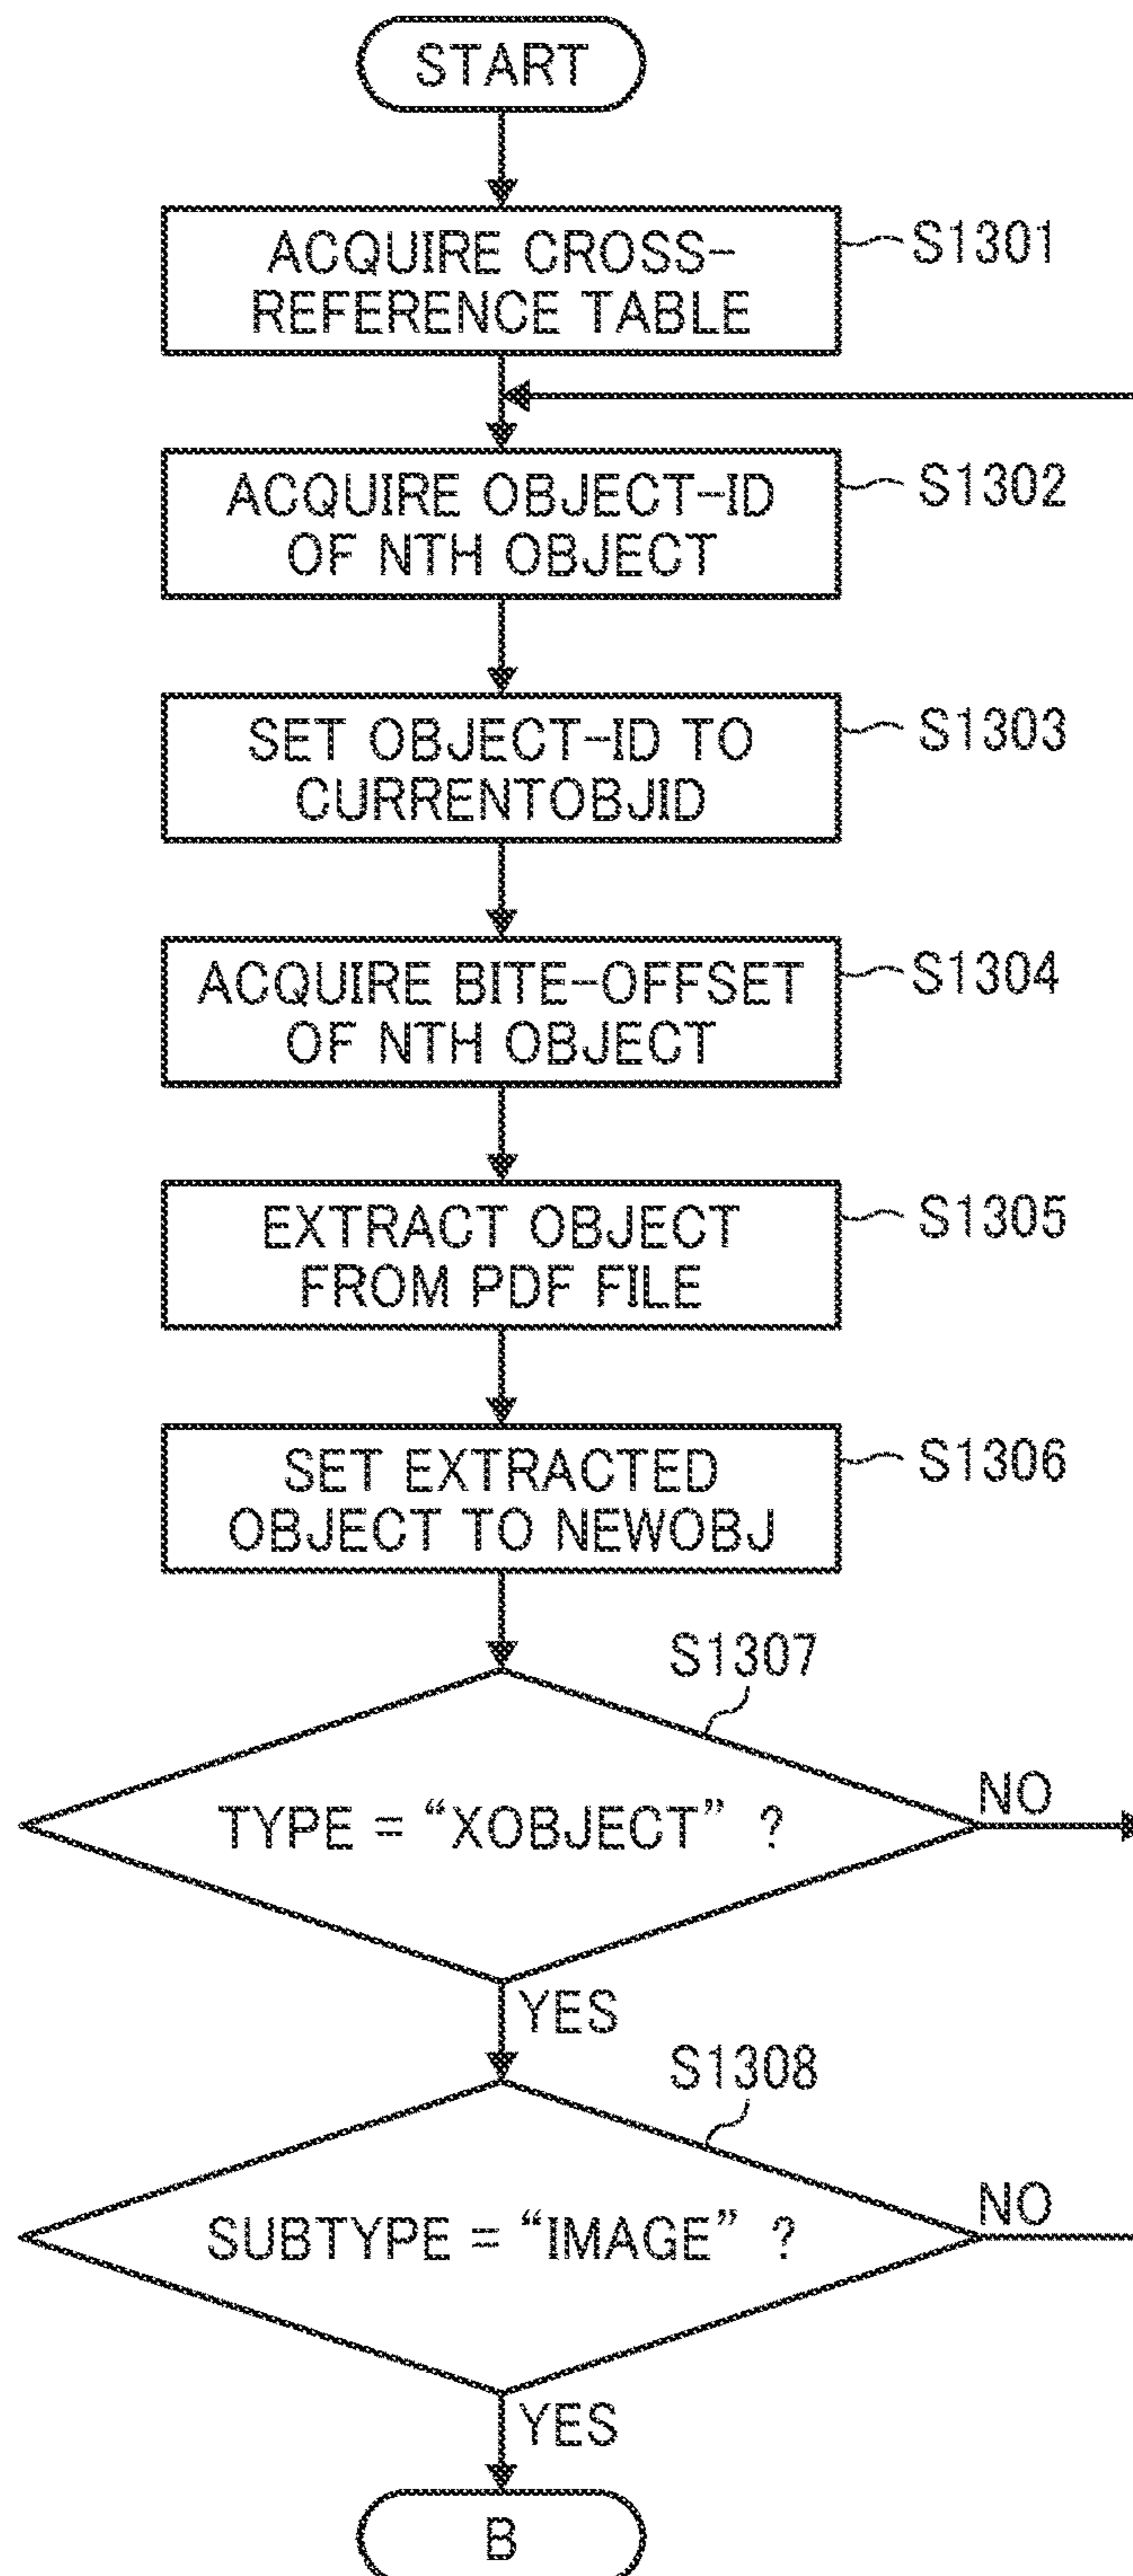 START
ACQUIRE CROSS-
REFERENCE TABLE
S1301
ACQUIRE OBJECT-ID
OF NTH OBJECT
S1302
SET OBJECT-ID TO
CURRENTOBJID
S1303
ACQUIRE BITE-OFFSET
OF NTH OBJECT
S1304
EXTRACT OBJECT
FROM PDF FILE
S1305
SET EXTRACTED
OBJECT TO NEWOBJ
S1306
S1307
TYPE = “XOBJECT” ?
NO
YES
S1308
SUBTYPE = “IMAGE” ?
NO
YES
B